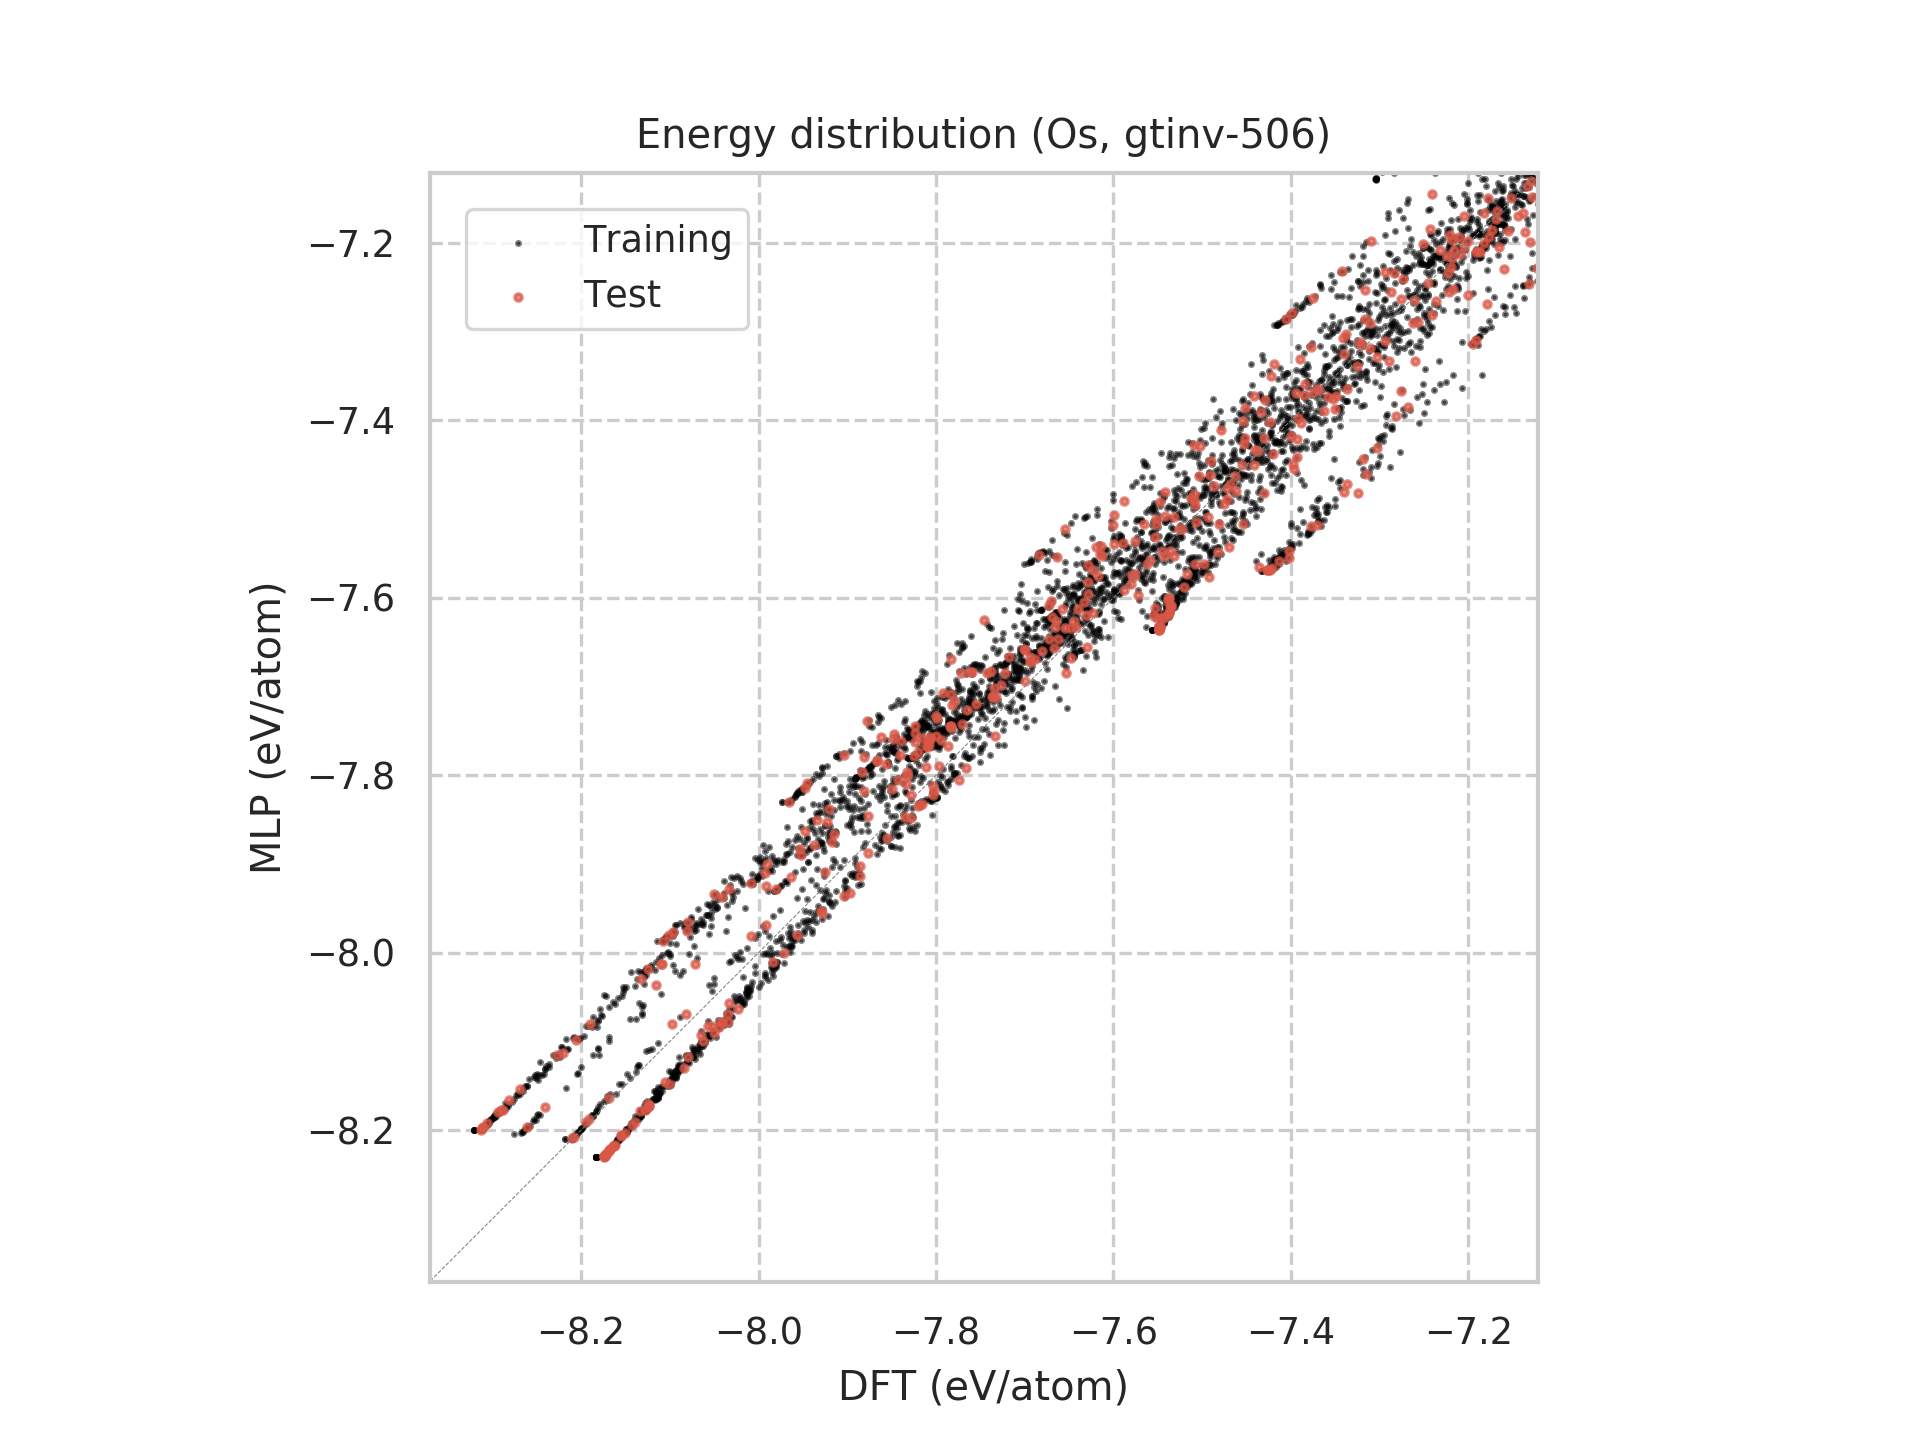 Energy distribution (Os, gtinv-506)
Training
Test
−7.2
−7.4
−7.6
−7.8
−8.0
−8.2
MLP (eV/atom)
−8.2 −8.0 −7.8 −7.6 −7.4 −7.2
DFT (eV/atom)